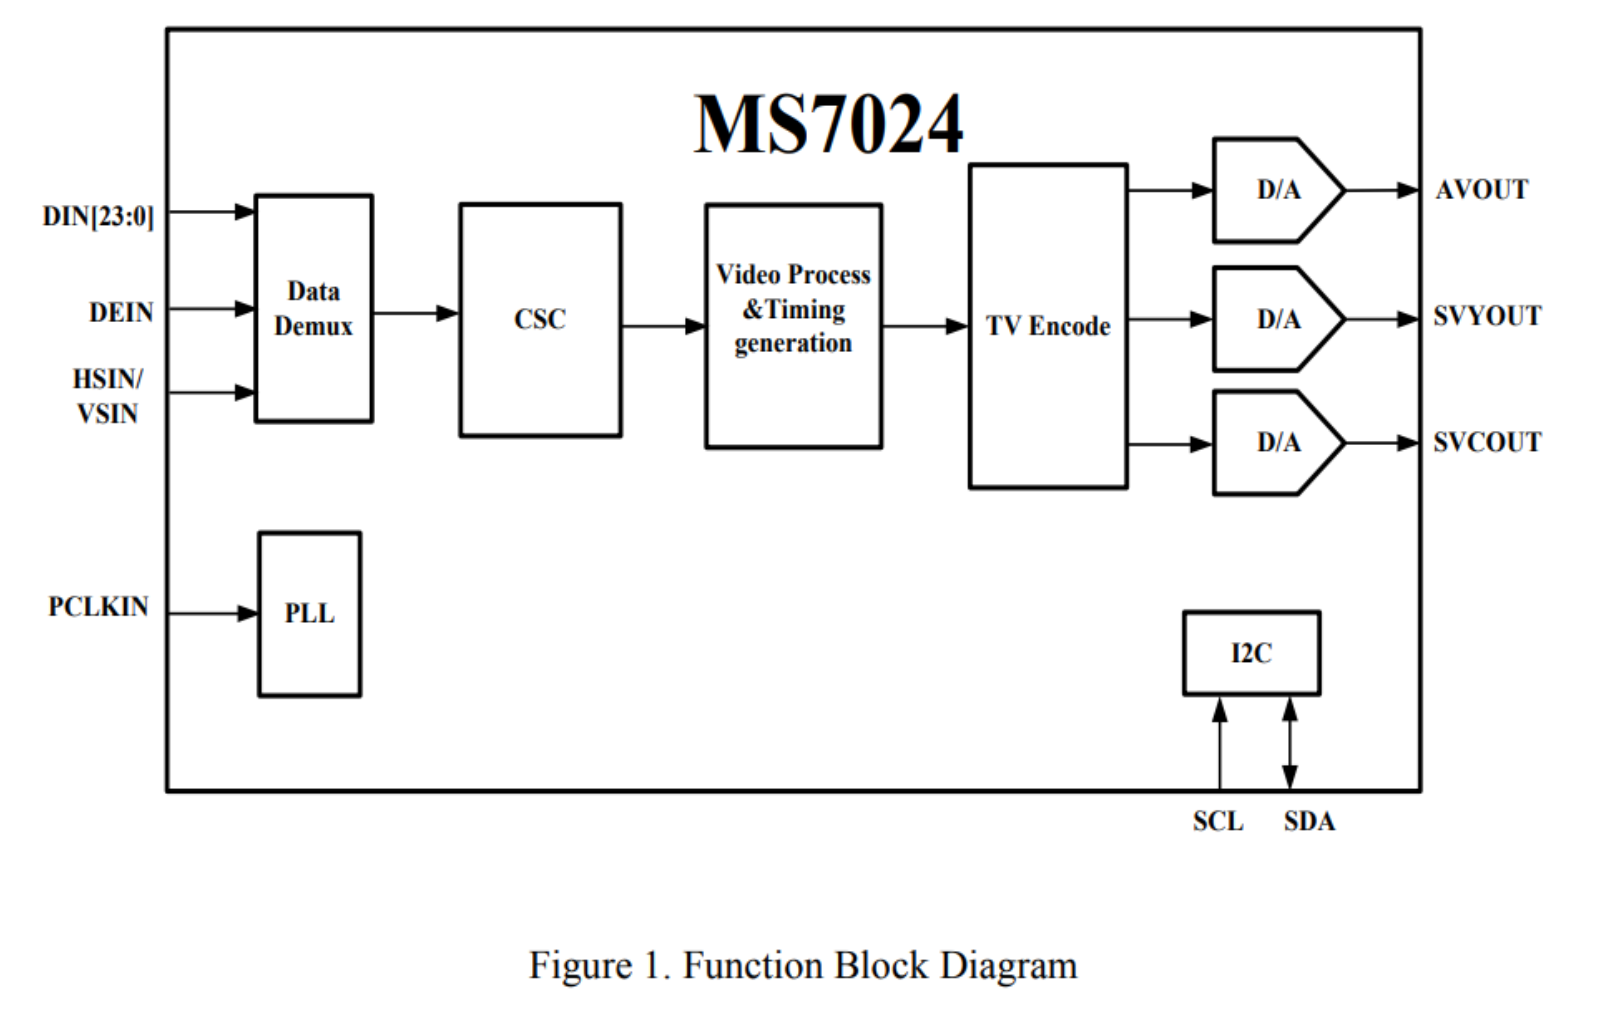 MS7024
DIN[23:0]
DEIN
HSIN/
VSIN
Data
Demux
CSC
Video Process
&Timing
generation
TV Encode
D/A
AVOUT
D/A
SVYOUT
D/A
SVCOUT
PCLKIN
PLL
I2C
SCL
SDA
Figure 1. Function Block Diagram